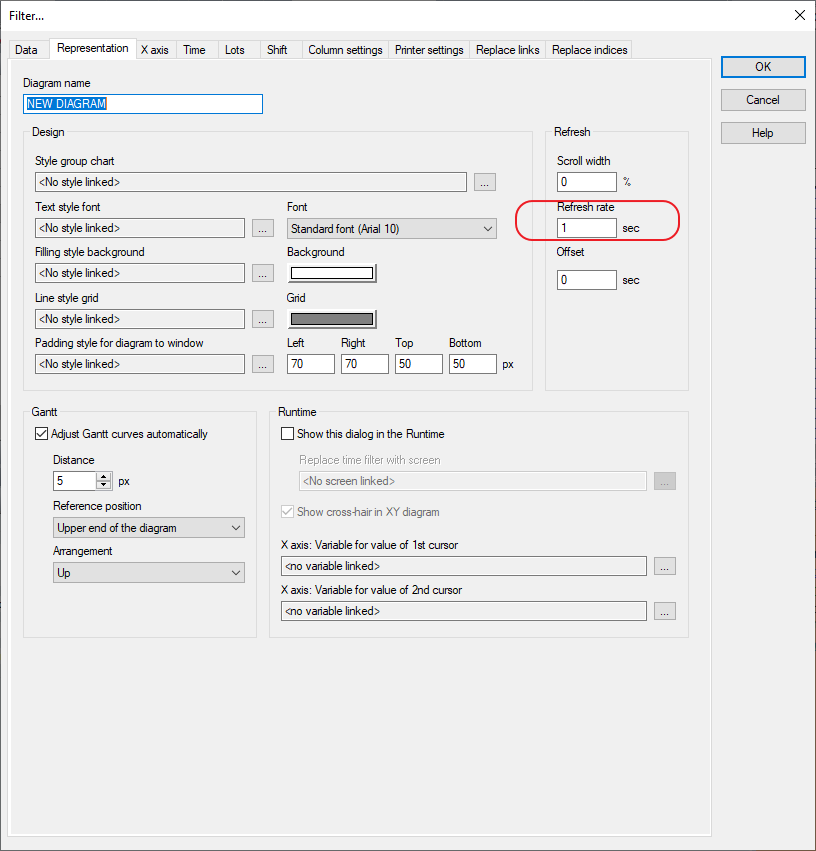 Filter...
Data Representation X axis Time Lots Shift Column settings Printer settings Replace links Replace indices
OK
Cancel
Help
Diagram name
NEW DIAGRAM
Design
Style group chart
<No style linked> ...
Text style font Font
<No style linked> ... Standard font (Arial 10)
Filling style background Background
<No style linked> ...
Line style grid Grid
<No style linked> ...
Padding style for diagram to window Left Right Top Bottom
<No style linked> ... 70 70 50 50 px
Refresh
Scroll width
0 %
Refresh rate
1 sec
Offset
0 sec
Gantt
Adjust Gantt curves automatically
Distance
5 px
Reference position
Upper end of the diagram
Arrangement
Up
Runtime
Show this dialog in the Runtime
Replace time filter with screen
<No screen linked> ...
Show cross-hair in XY diagram
X axis: Variable for value of 1st cursor
<no variable linked> ...
X axis: Variable for value of 2nd cursor
<no variable linked> ...